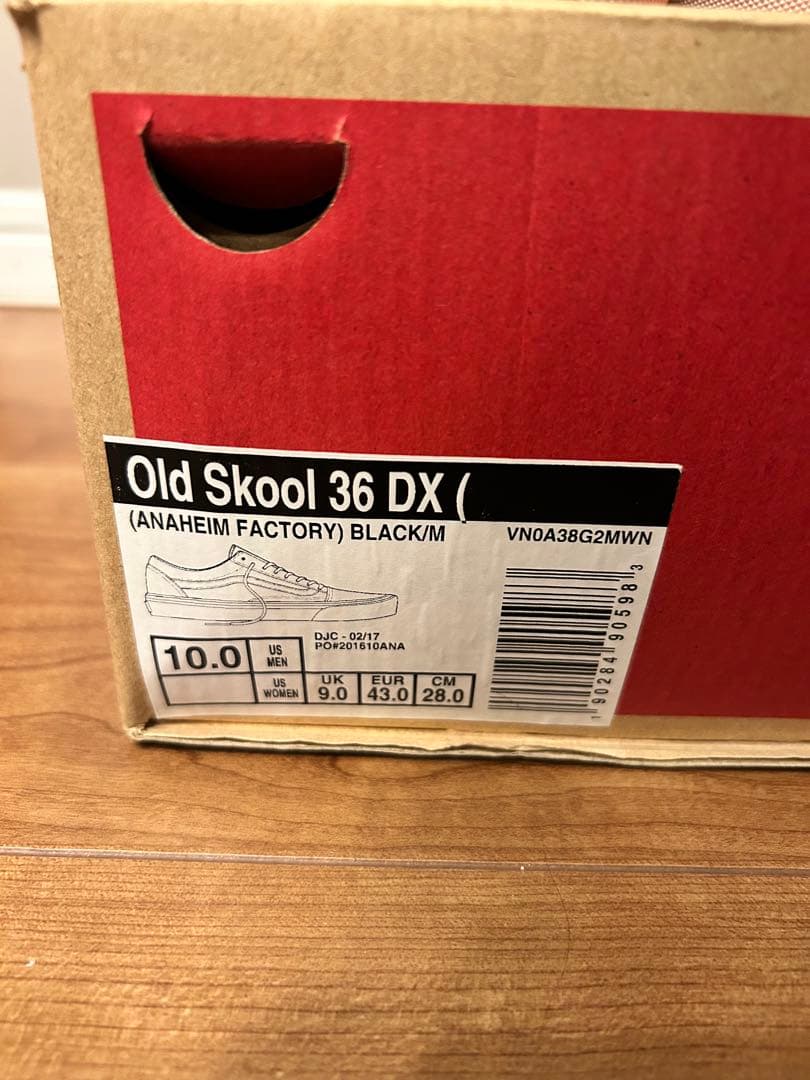 Old Skool 36 DX (
(ANAHEIM FACTORY) BLACK/M VN0A38G2MWN
DJC - 02/17
PO#201610ANA
10.0 US MEN
US WOMEN
UK 9.0
EUR 43.0
CM 28.0
1 90284 90598 3